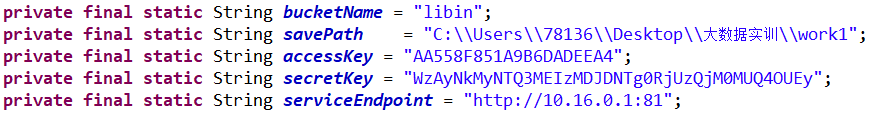 private final static String bucketName = "libin";
private final static String savePath = "C:\\Users\\78136\\Desktop\\大数据实训\\work1";
private final static String accessKey = "AA558F851A9B6DADEEA4";
private final static String secretKey = "WzAyNkMyNTQ3MEIzMDJDNTg0RjUzQjM0MUQ4OUEy";
private final static String serviceEndpoint = "http://10.16.0.1:81";